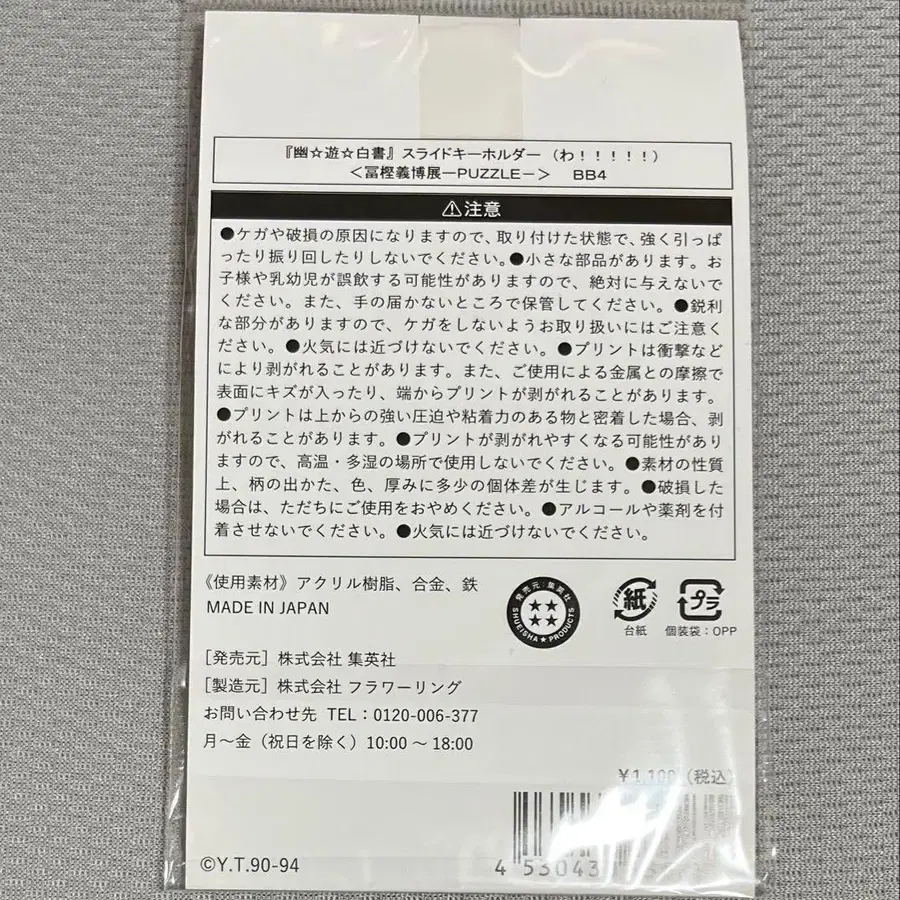 『幽☆遊☆白書』スライドキーホルダー（わ！！！！！）
＜冨樫義博展ーPUZZLEー＞　BB4
⚠注意
●ケガや破損の原因になりますので、取り付けた状態で、強く引っぱ
ったり振り回したりしないでください。●小さな部品があります。お
子様や乳幼児が誤飲する可能性がありますので、絶対に与えないで
ください。また、手の届かないところで保管してください。●鋭利
な部分がありますので、ケガをしないようお取り扱いにはご注意く
ださい。●火気には近づけないでください。●プリントは衝撃など
により剥がれることがあります。また、ご使用による金属との摩擦で
表面にキズが入ったり、端からプリントが剥がれることがあります。
●プリントは上からの強い圧迫や粘着力のある物と密着した場合、剥
がれることがあります。●プリントが剥がれやすくなる可能性があり
ますので、高温・多湿の場所で使用しないでください。●素材の性質
上、柄の出かた、色、厚みに多少の個体差が生じます。●破損した
場合は、ただちにご使用をおやめください。●アルコールや薬剤を付
着させないでください。●火気には近づけないでください。
《使用素材》アクリル樹脂、合金、鉄
MADE IN JAPAN
発売元：集英社
SHUEISHA★PRODUCTS
紙
台紙
プラ
個装袋：OPP
［発売元］株式会社 集英社
［製造元］株式会社 フラワーリング
お問い合わせ先 TEL：0120-006-377
月～金（祝日を除く）10:00 ～ 18:00
￥1,100（税込）
4 53043
©Y.T.90-94